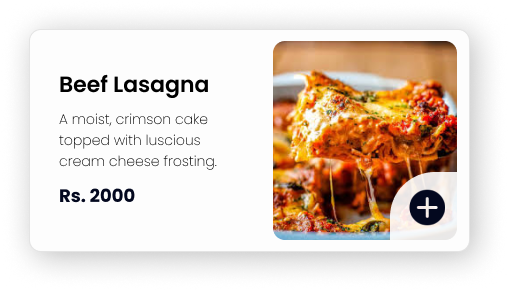 Beef Lasagna
A moist, crimson cake
topped with luscious
cream cheese frosting.
Rs. 2000